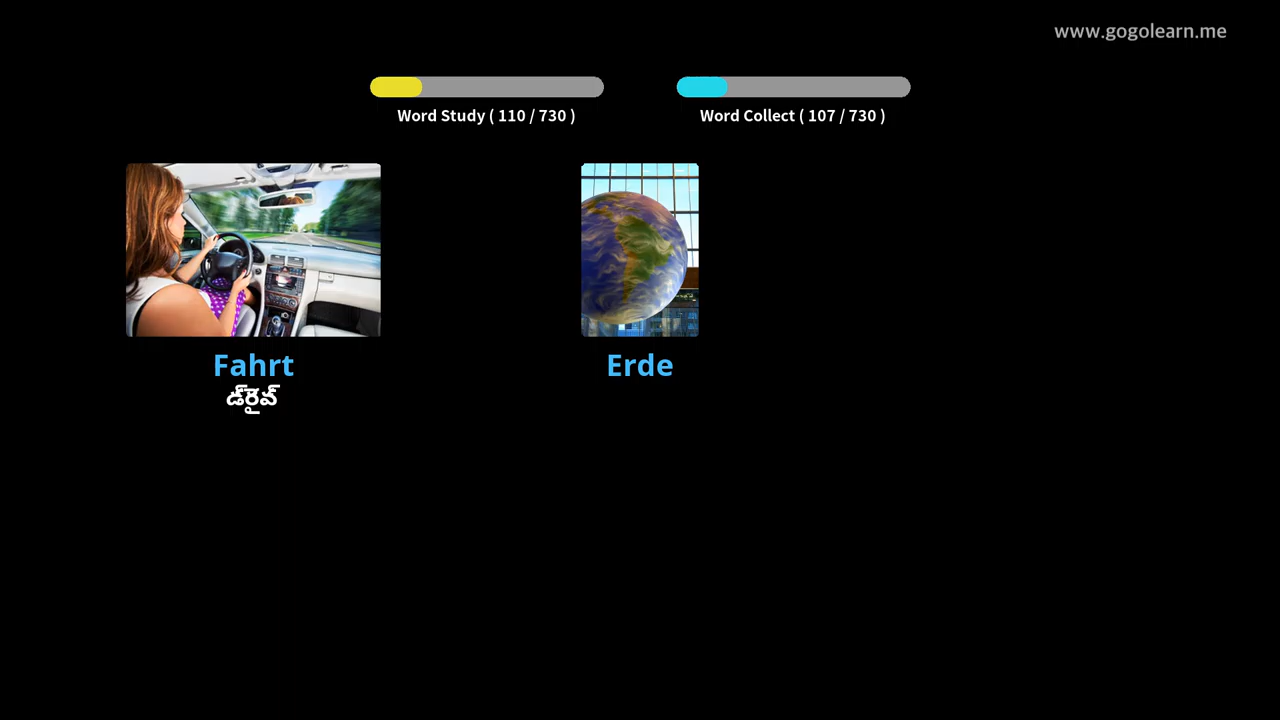 www.gogolearn.me
Word Study ( 110 / 730 )
Word Collect ( 107 / 730 )
Fahrt
డ్రైవ్
Erde